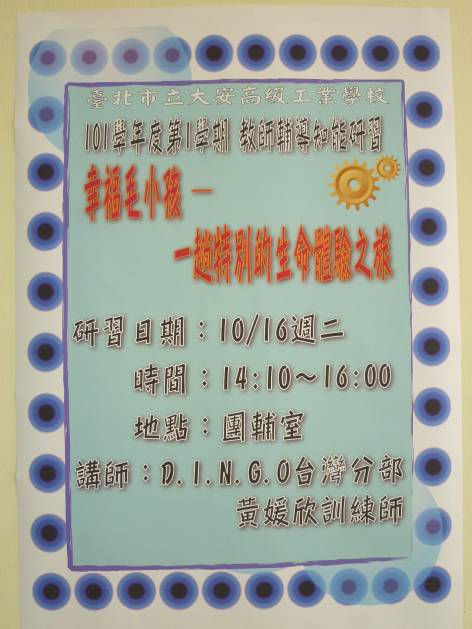 臺北市立大安高級工業學校
101學年度第1學期 教師輔導知能研習
幸福毛小孩 —
一趟特別的生命體驗之旅
研習日期：10/16週二
時間：14:10～16:00
地點：團輔室
講師：D.I.N.G.O台灣分部
黃媛欣訓練師